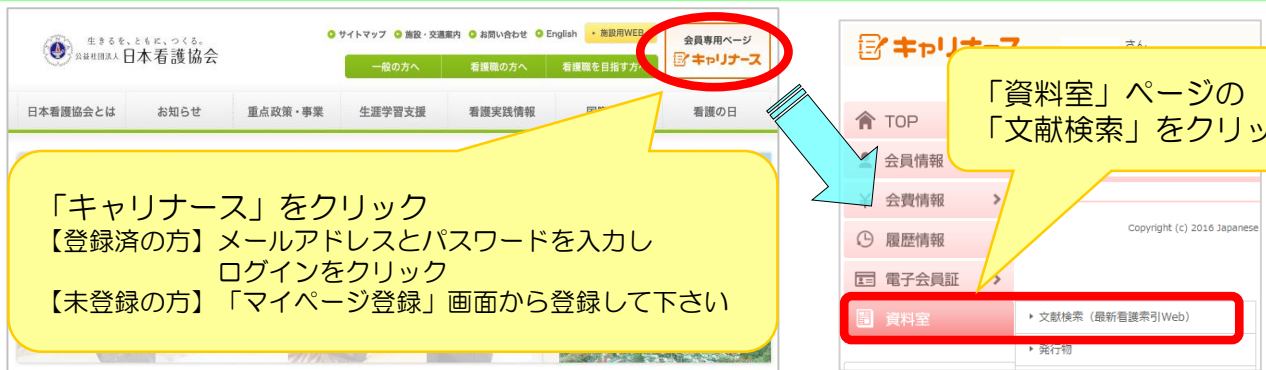 生きるを、ともに、つくる。
公益社団法人 日本看護協会
サイトマップ 施設・交通案内 お問い合わせ English 施設用WEB
一般の方へ 看護職の方へ 看護職を目指す方へ
会員専用ページ
キャリナース
日本看護協会とは お知らせ 重点政策・事業 生涯学習支援 看護実践情報 看護の日
「キャリナース」をクリック
【登録済の方】メールアドレスとパスワードを入力し
ログインをクリック
【未登録の方】「マイページ登録」画面から登録して下さい
キャリナース
さん
「資料室」ページの
「文献検索」をクリッ
TOP
会員情報
会費情報
履歴情報
電子会員証
資料室
文献検索（最新看護索引Web）
発行物
Copyright (c) 2016 Japanese